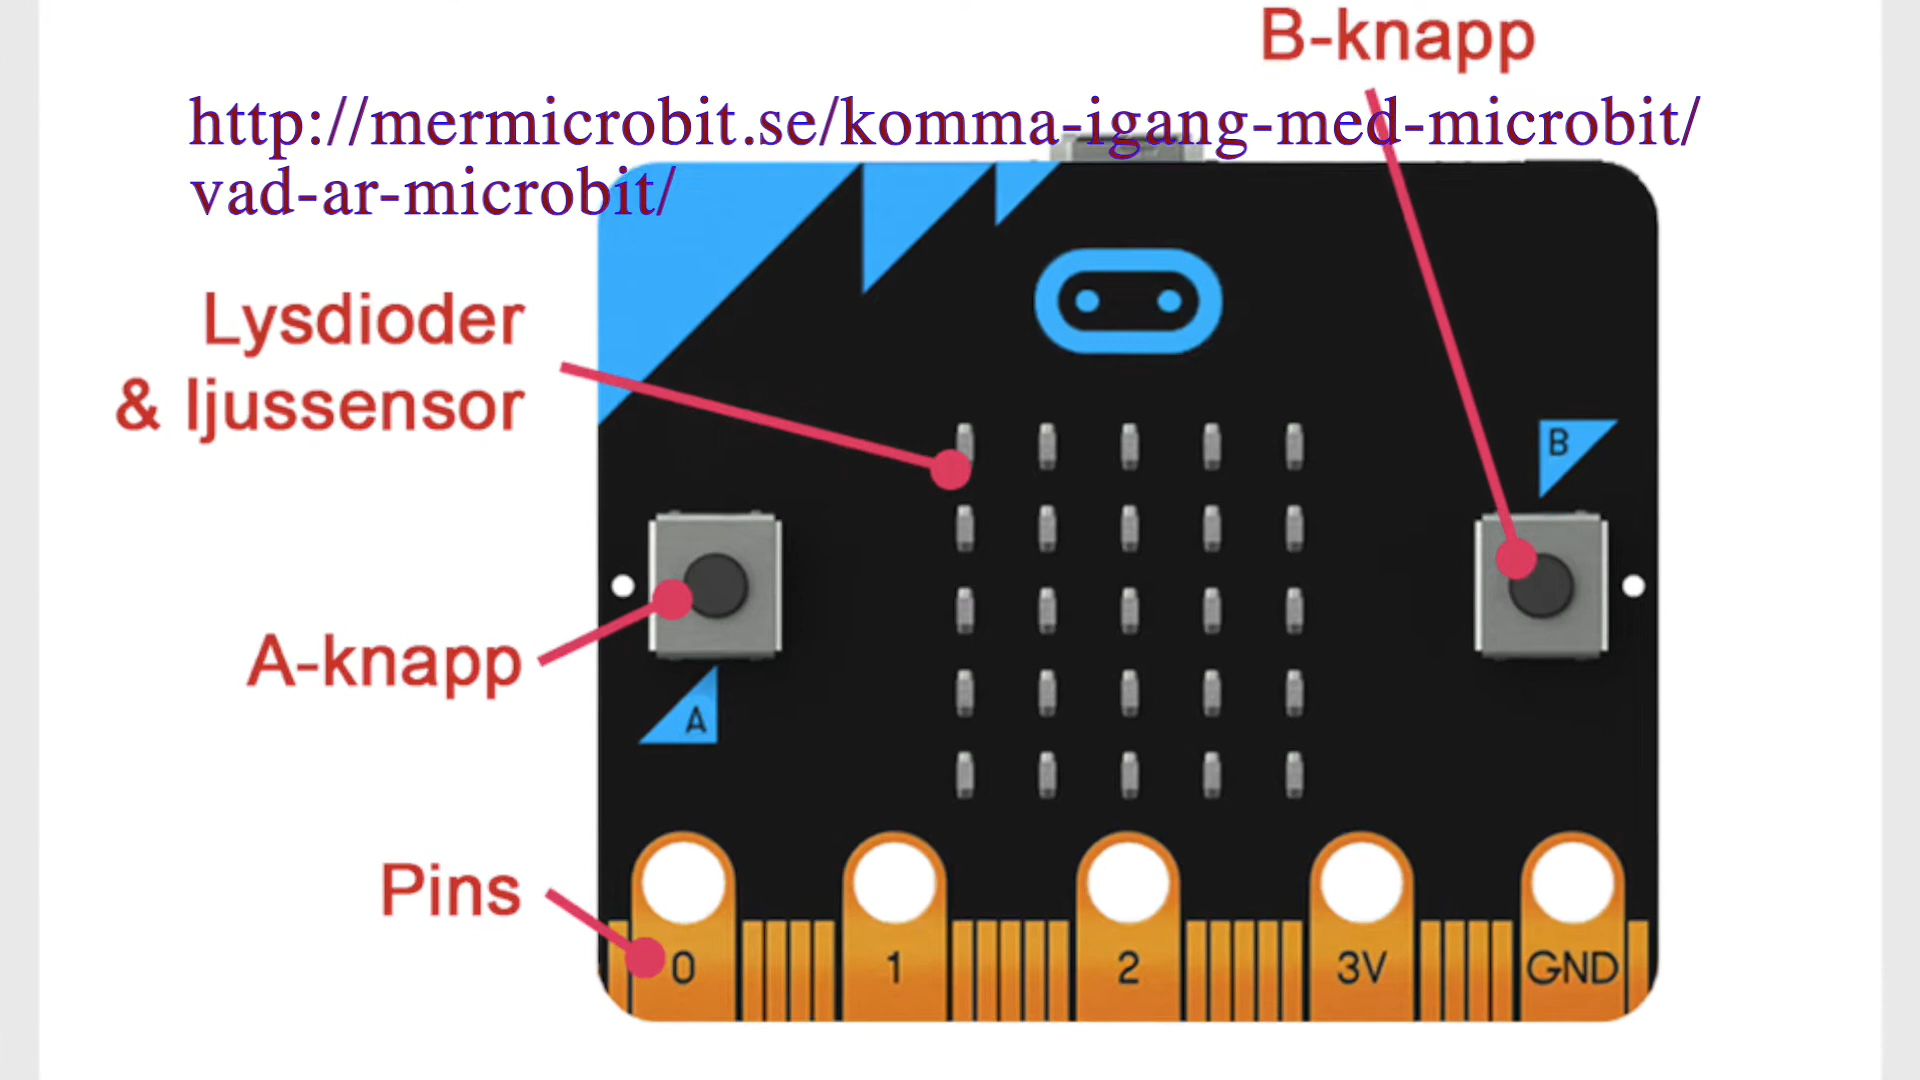 B-knapp
http://mermicrobit.se/komma-igang-med-microbit/
vad-ar-microbit/
Lysdioder
& ljussensor
B
A-knapp
A
Pins
0 1 2 3V GND